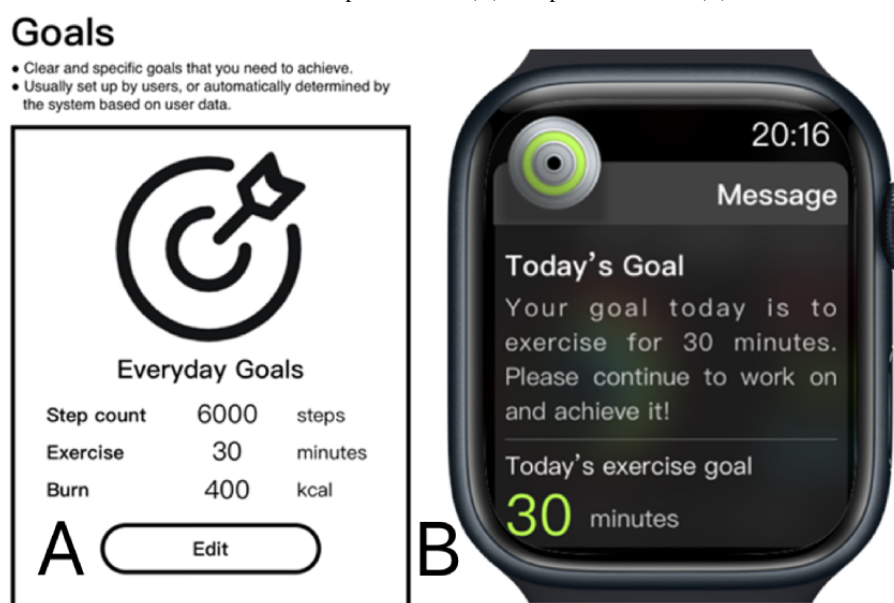 Goals
• Clear and specific goals that you need to achieve.
• Usually set up by users, or automatically determined by
the system based on user data.
Everyday Goals
Step count 6000 steps
Exercise 30 minutes
Burn 400 kcal
Edit
A
20:16
Message
Today's Goal
Your goal today is to
exercise for 30 minutes.
Please continue to work on
and achieve it!
Today's exercise goal
30 minutes
B